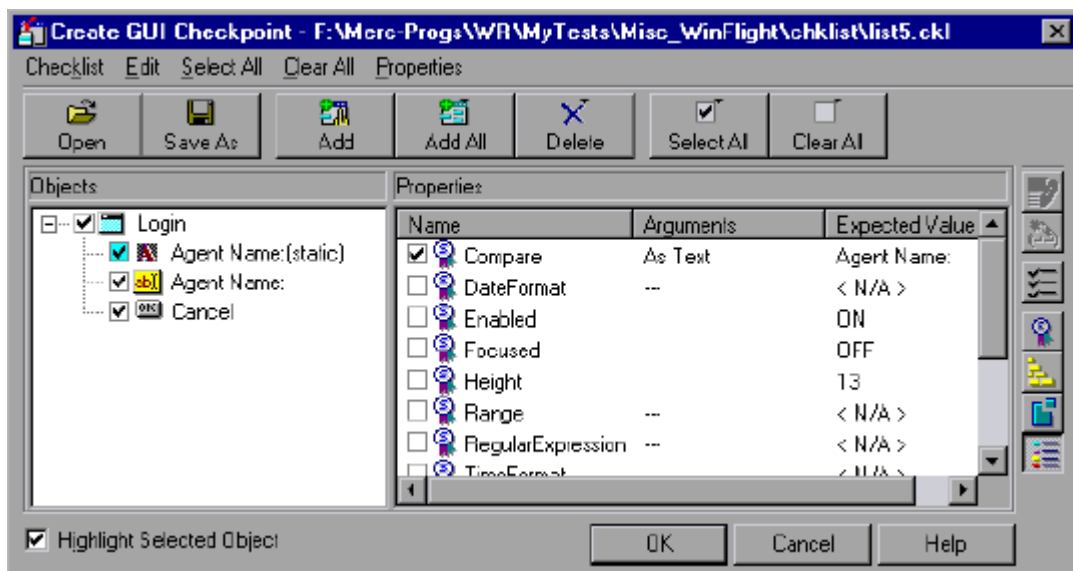 Create GUI Checkpoint - F:\Merc-Progs\WR\MyTests\Misc_WinFlight\chklist\list5.ckl
Checklist Edit Select All Clear All Properties
Open Save As Add Add All Delete Select All Clear All
Objects Properties
Login
Agent Name:(static)
Agent Name:
Cancel
Name Arguments Expected Value
Compare As Text Agent Name:
DateFormat --- < N/A >
Enabled ON
Focused OFF
Height 13
Range --- < N/A >
RegularExpression --- < N/A >
TimeFormat < N/A >
Highlight Selected Object
OK Cancel Help